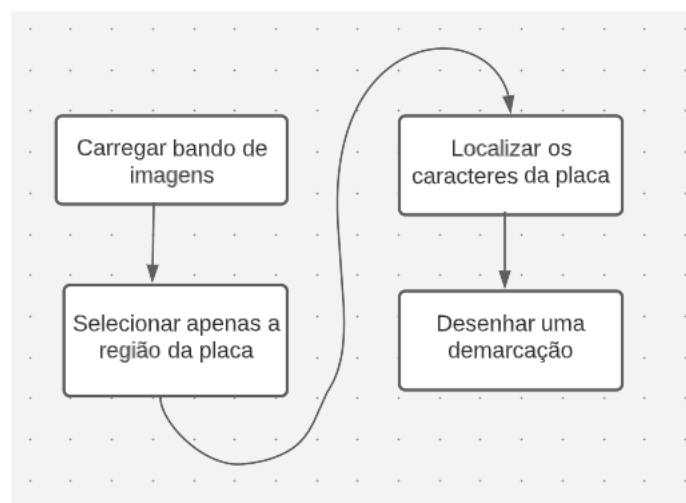 Carregar bando de
imagens
Selecionar apenas a
região da placa
Localizar os
caracteres da placa
Desenhar uma
demarcação